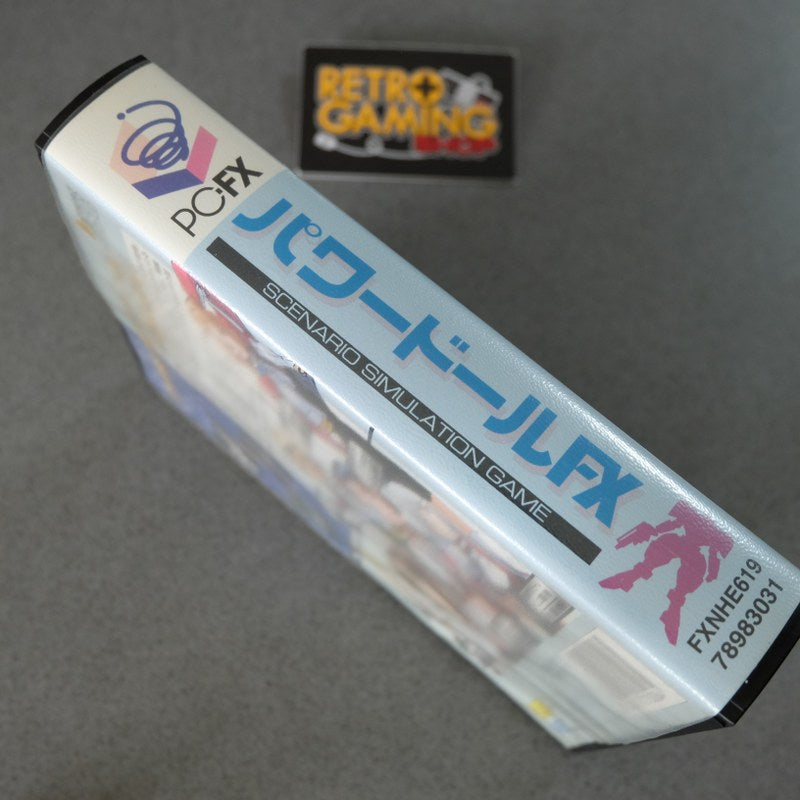 RETRO
GAMING
PC-FX
パワードールFX
SCENARIO SIMULATION GAME
FXNHE619
78983031